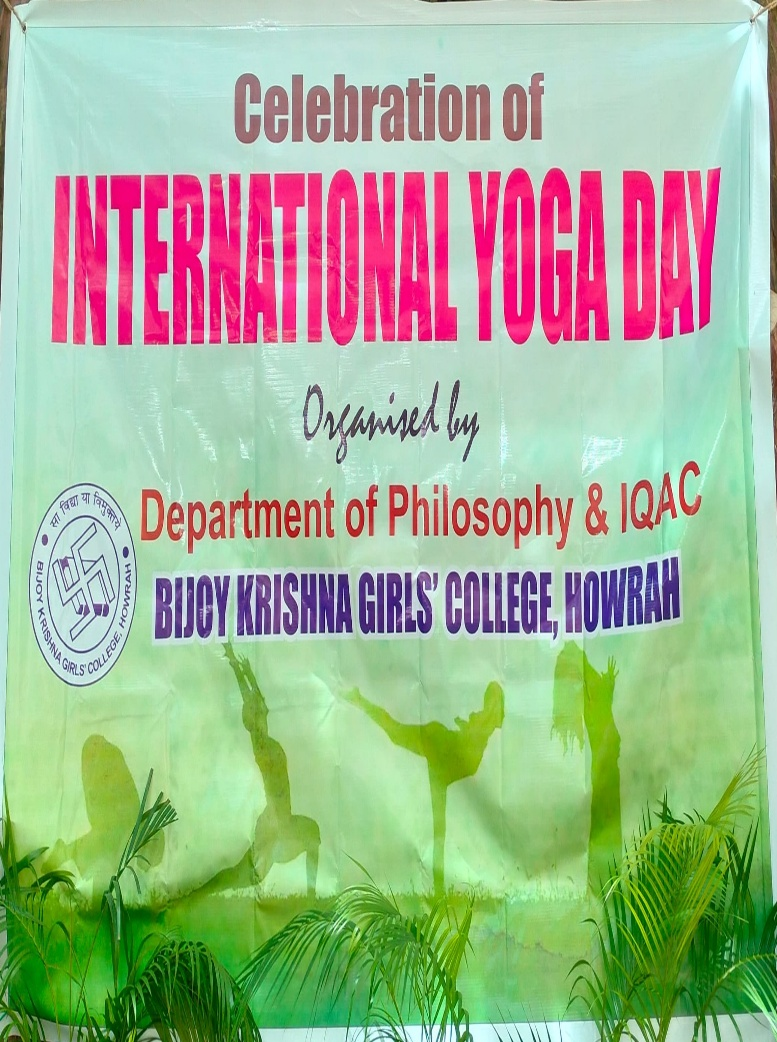 Celebration of
INTERNATIONAL YOGA DAY
Organised by
Department of Philosophy & IQAC
BIJOY KRISHNA GIRLS' COLLEGE, HOWRAH
सा विद्या या विमुक्तये
BIJOY KRISHNA GIRLS' COLLEGE, HOWRAH